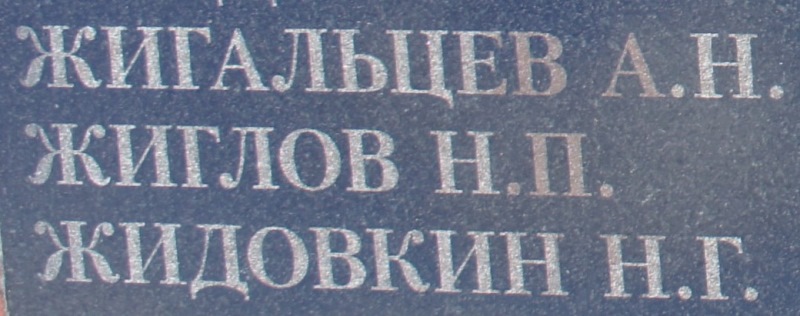 ЖИГАЛЬЦЕВ А.Н.
ЖИГЛОВ Н.П.
ЖИДОВКИН Н.Г.